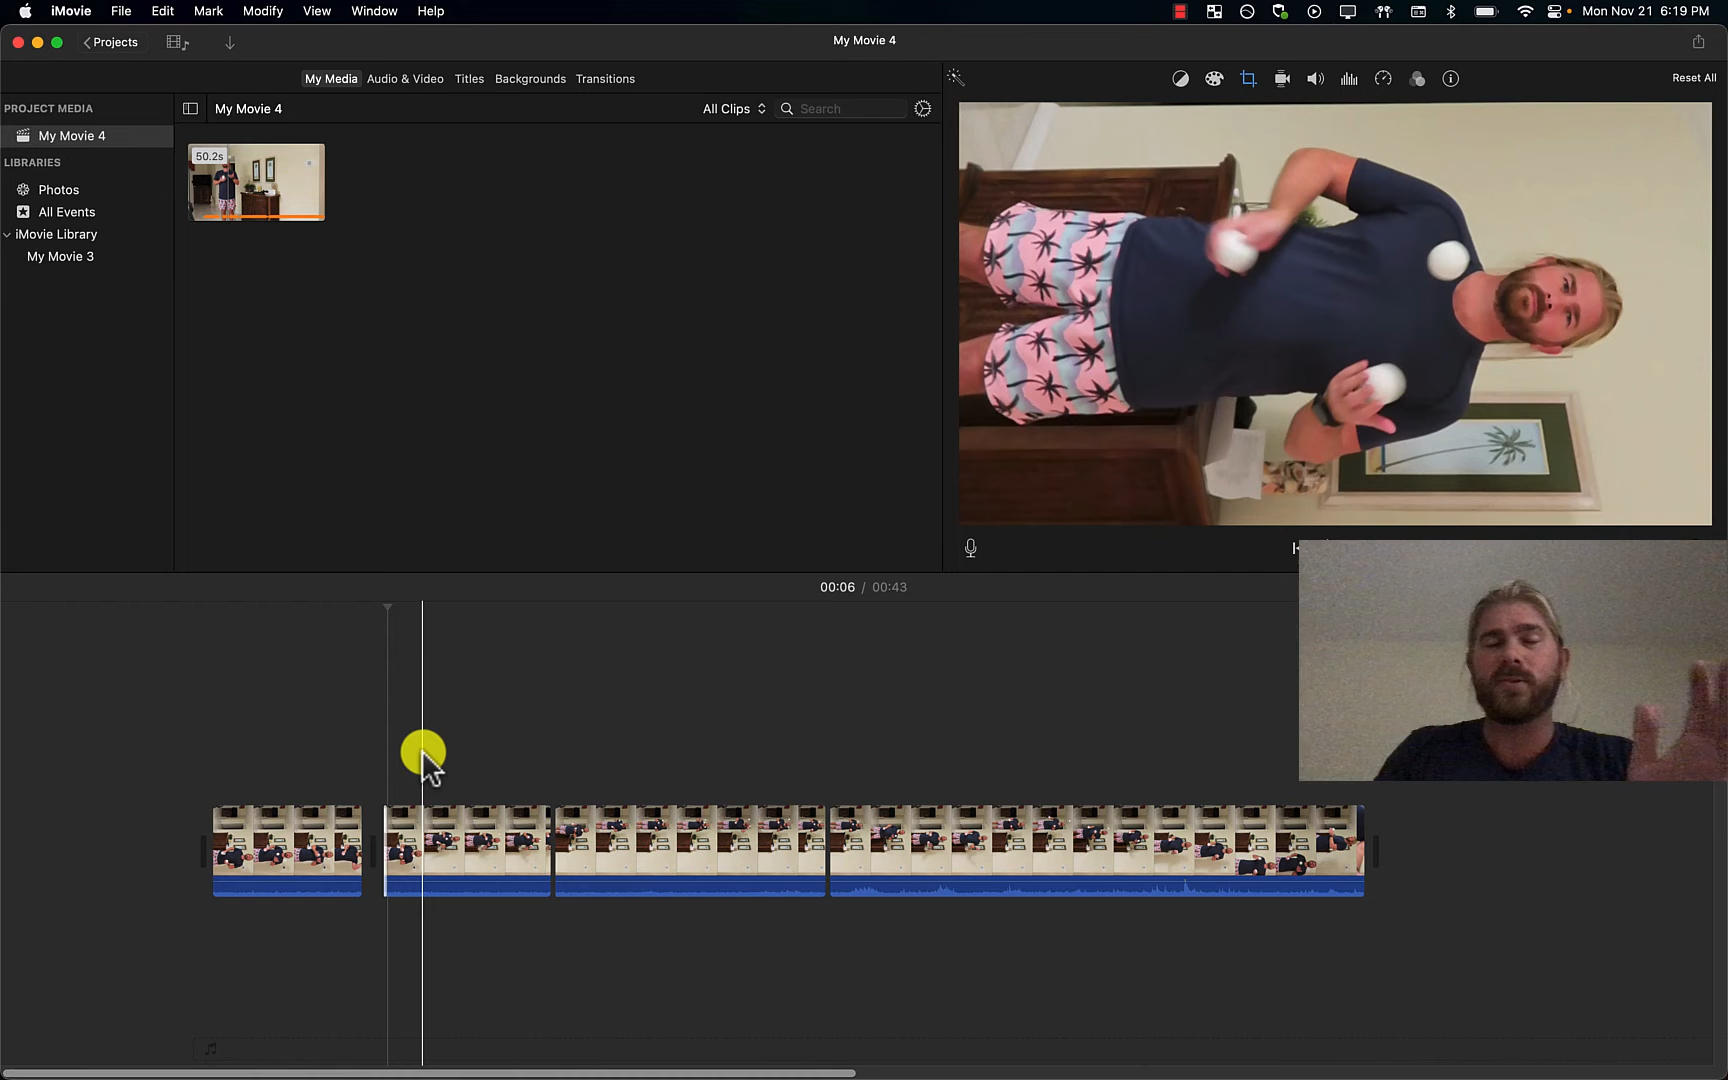 iMovie File Edit Mark Modify View Window Help Mon Nov 21 6:19 PM
Projects My Movie 4
My Media Audio & Video Titles Backgrounds Transitions Reset All
PROJECT MEDIA My Movie 4 All Clips Search
My Movie 4
LIBRARIES
Photos
All Events
iMovie Library
My Movie 3
50.2s
00:06 / 00:43